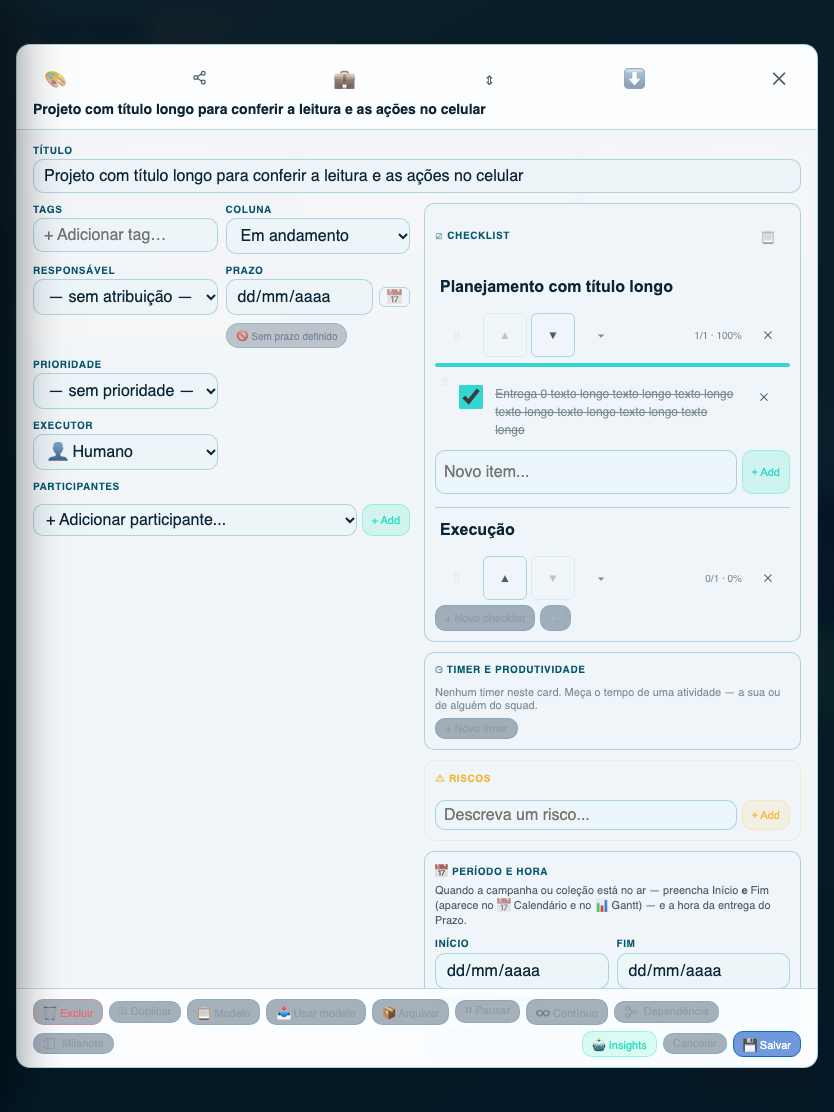 Projeto com título longo para conferir a leitura e as ações no celular
TÍTULO
Projeto com título longo para conferir a leitura e as ações no celular
TAGS
+ Adicionar tag...
COLUNA
Em andamento
RESPONSÁVEL
— sem atribuição —
PRAZO
dd/mm/aaaa
🚫 Sem prazo definido
PRIORIDADE
— sem prioridade —
EXECUTOR
👤 Humano
PARTICIPANTES
+ Adicionar participante...
+ Add
☑ CHECKLIST
Planejamento com título longo
▲ ▼ 1/1 · 100% ×
Entrega 0 texto longo texto longo texto longo
texto longo texto longo texto longo texto
longo
Novo item...
+ Add
Execução
▲ ▼ 0/1 · 0% ×
+ Novo checklist
TIMER E PRODUTIVIDADE
Nenhum timer neste card. Meça o tempo de uma atividade — a sua ou
de alguém do squad.
+ Novo timer
⚠ RISCOS
Descreva um risco...
+ Add
📅 PERÍODO E HORA
Quando a campanha ou coleção está no ar — preencha Início e Fim
(aparece no 📅 Calendário e no 📊 Gantt) — e a hora da entrega do
Prazo.
INÍCIO
dd/mm/aaaa
FIM
dd/mm/aaaa
Excluir
Duplicar
Modelo
Usar modelo
Arquivar
Pausar
Contínuo
Dependência
Milanote
Insights
Cancelar
Salvar